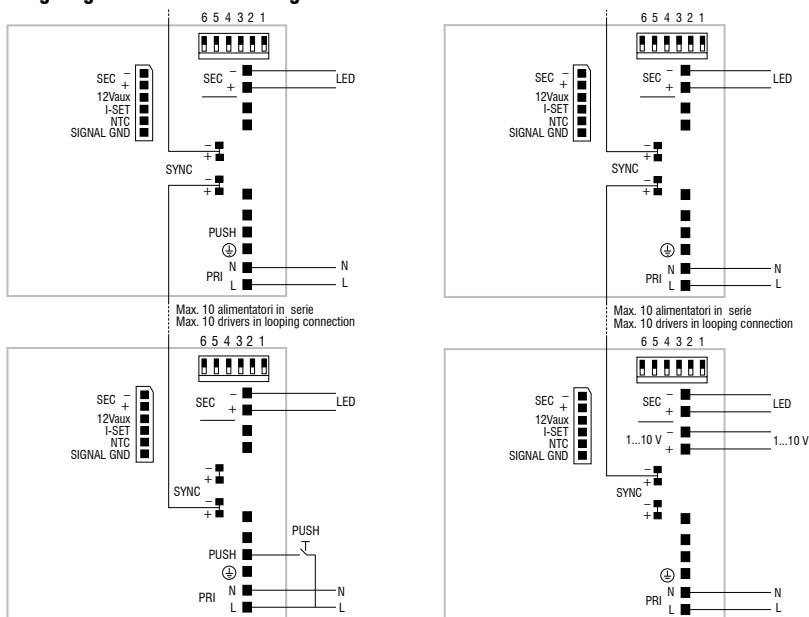 6 5 4 3 2 1
SEC - +
12Vaux
I-SET
NTC
SIGNAL GND
SEC - +
LED
- +
SYNC
- +
PUSH
PRI N L
N
L
6 5 4 3 2 1
SEC - +
12Vaux
I-SET
NTC
SIGNAL GND
SEC - +
LED
- +
SYNC
- +
PRI N L
N
L
Max. 10 alimentatori in serie
Max. 10 drivers in looping connection
Max. 10 alimentatori in serie
Max. 10 drivers in looping connection
6 5 4 3 2 1
SEC - +
12Vaux
I-SET
NTC
SIGNAL GND
SEC - +
LED
- +
SYNC
- +
PUSH
PUSH
PRI N L
N
L
6 5 4 3 2 1
SEC - +
12Vaux
I-SET
NTC
SIGNAL GND
SEC - +
LED
1...10 V - +
1...10 V
- +
SYNC
- +
PRI N L
N
L